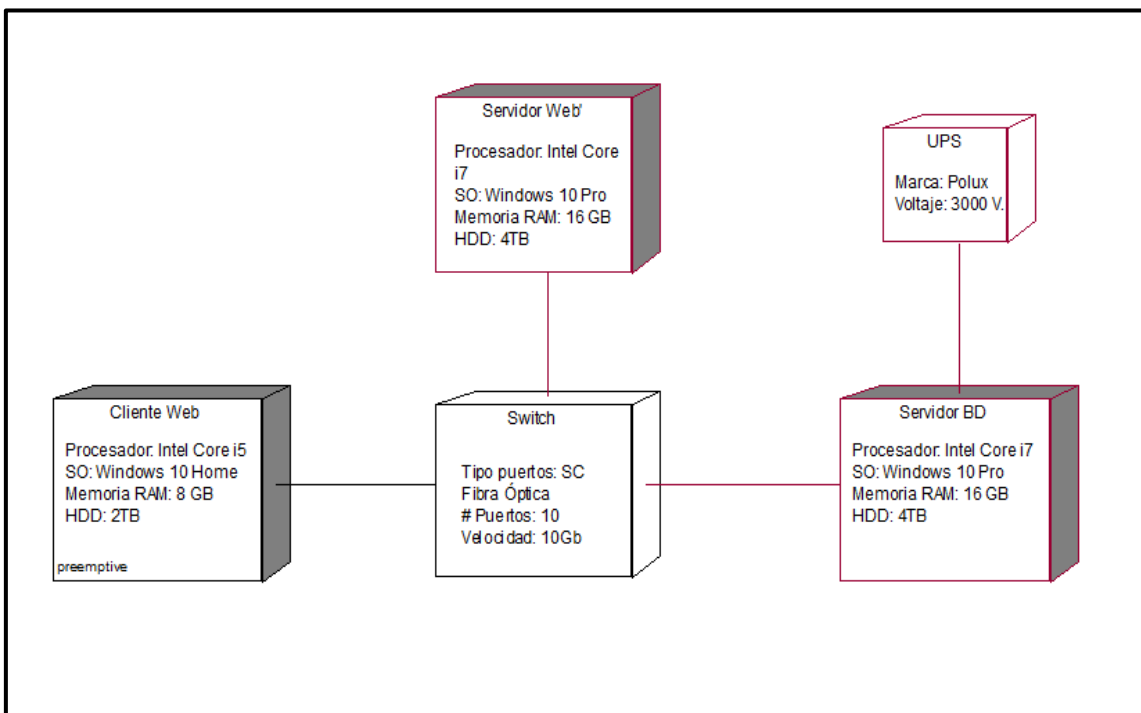 Servidor Web'
Procesador: Intel Core
i7
SO: Windows 10 Pro
Memoria RAM: 16 GB
HDD: 4TB
UPS
Marca: Polux
Voltaje: 3000 V.
Cliente Web
Procesador: Intel Core i5
SO: Windows 10 Home
Memoria RAM: 8 GB
HDD: 2TB
preemptive
Switch
Tipo puertos: SC
Fibra Óptica
# Puertos: 10
Velocidad: 10Gb
Servidor BD
Procesador: Intel Core i7
SO: Windows 10 Pro
Memoria RAM: 16 GB
HDD: 4TB